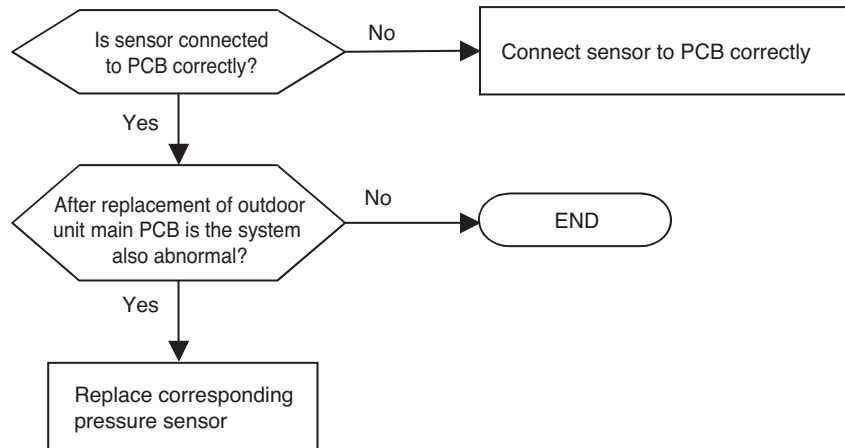 Is sensor connected
to PCB correctly?
No
Connect sensor to PCB correctly
Yes
After replacement of outdoor
unit main PCB is the system
also abnormal?
No
END
Yes
Replace corresponding
pressure sensor